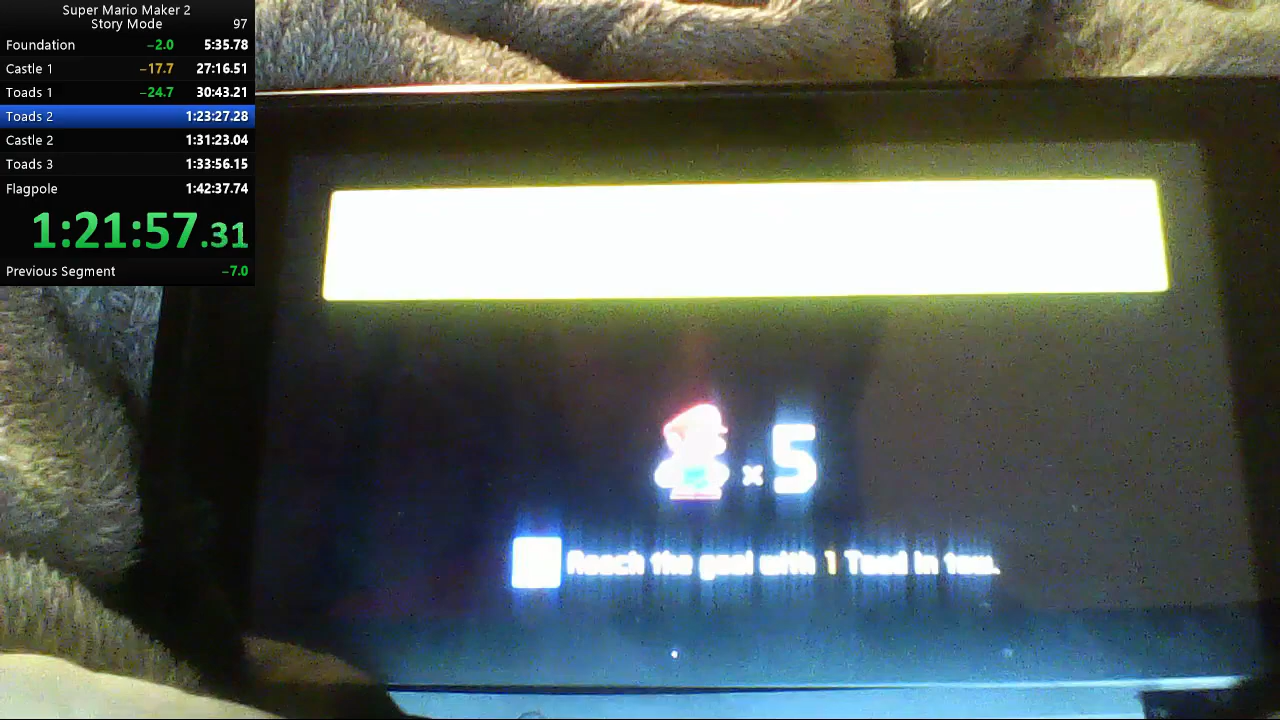 Super Mario Maker 2
Story Mode 97
Foundation −2.0 5:35.78
Castle 1 −17.7 27:16.51
Toads 1 −24.7 30:43.21
Toads 2 1:23:27.28
Castle 2 1:31:23.04
Toads 3 1:33:56.15
Flagpole 1:42:37.74
1:21:57.31
Previous Segment −7.0
× 5
Reach the goal with 1 Toad in tow.